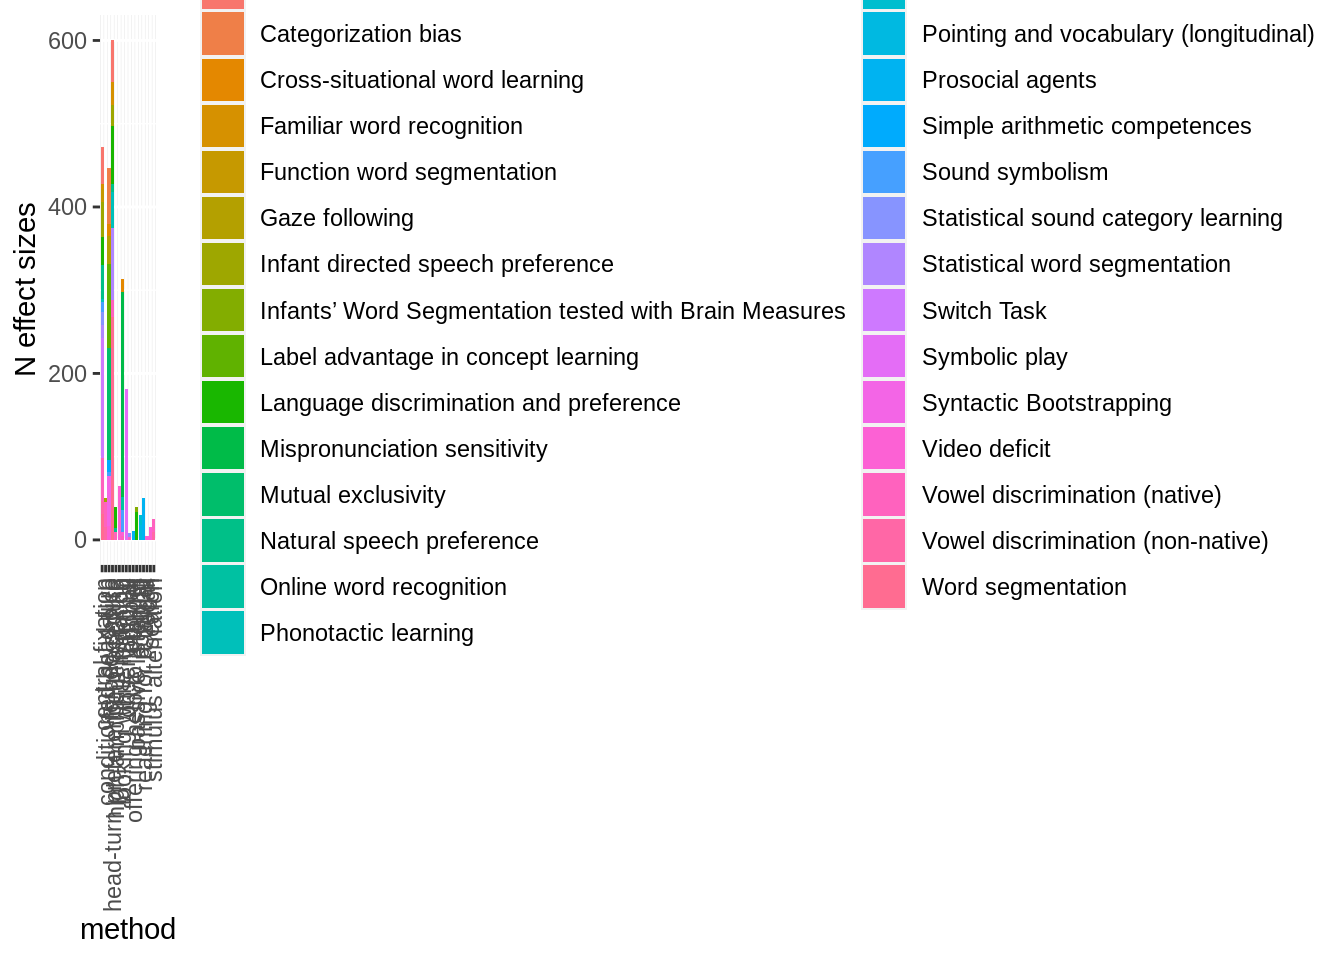 600
400
200
0
N effect sizes
method
head-turn
stimulus alternation
Categorization bias
Cross-situational word learning
Familiar word recognition
Function word segmentation
Gaze following
Infant directed speech preference
Infants’ Word Segmentation tested with Brain Measures
Label advantage in concept learning
Language discrimination and preference
Mispronunciation sensitivity
Mutual exclusivity
Natural speech preference
Online word recognition
Phonotactic learning
Pointing and vocabulary (longitudinal)
Prosocial agents
Simple arithmetic competences
Sound symbolism
Statistical sound category learning
Statistical word segmentation
Switch Task
Symbolic play
Syntactic Bootstrapping
Video deficit
Vowel discrimination (native)
Vowel discrimination (non-native)
Word segmentation